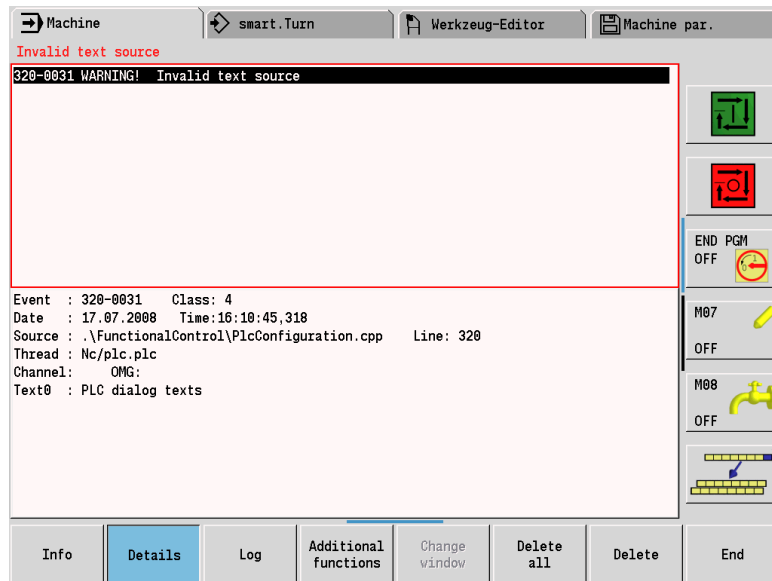 Machine
smart.Turn
Werkzeug-Editor
Machine par.
Invalid text source
320-0031 WARNING! Invalid text source
END PGM
OFF
M07
OFF
M08
OFF
Event : 320-0031 Class: 4
Date : 17.07.2008 Time:16:10:45,318
Source : .\FunctionalControl\PlcConfiguration.cpp Line: 320
Thread : Nc/plc.plc
Channel: OMG:
Text0 : PLC dialog texts
Info
Details
Log
Additional functions
Change window
Delete all
Delete
End